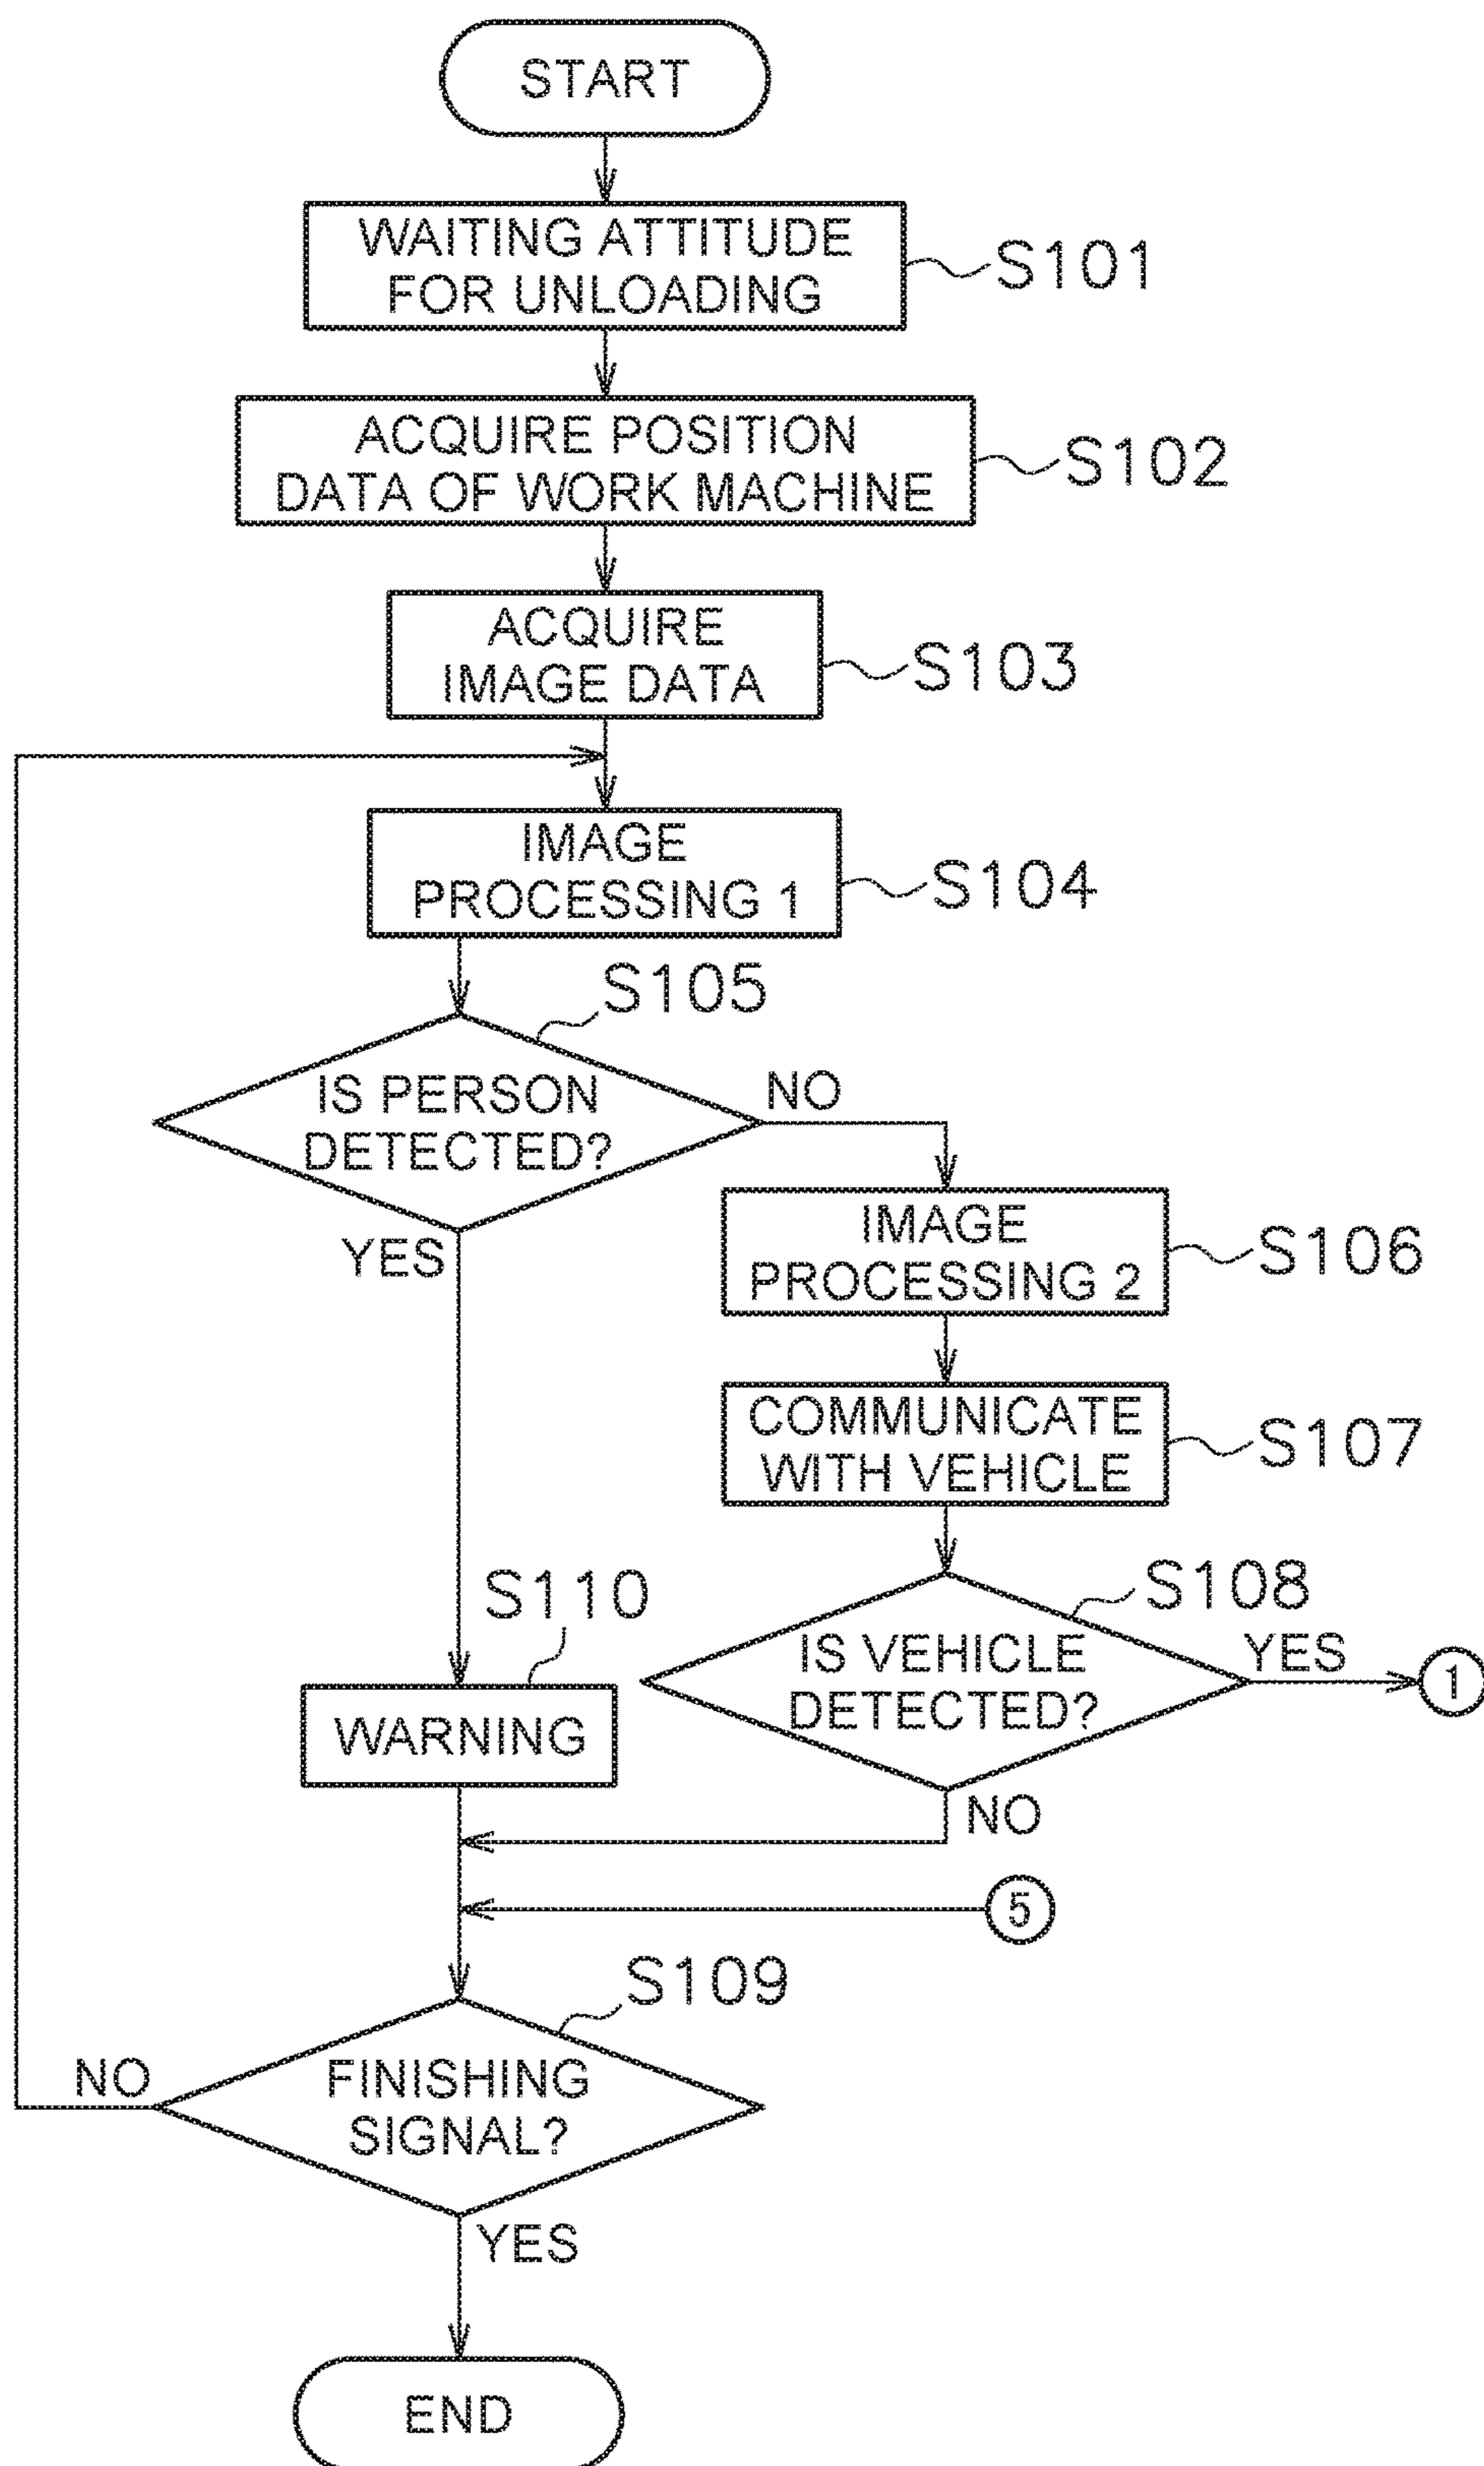 START
WAITING ATTITUDE
FOR UNLOADING
S101
ACQUIRE POSITION
DATA OF WORK MACHINE
S102
ACQUIRE
IMAGE DATA
S103
IMAGE
PROCESSING 1
S104
S105
IS PERSON
DETECTED?
NO
YES
IMAGE
PROCESSING 2
S106
COMMUNICATE
WITH VEHICLE
S107
S110
WARNING
S108
IS VEHICLE
DETECTED?
YES
1
NO
5
S109
FINISHING
SIGNAL?
NO
YES
END